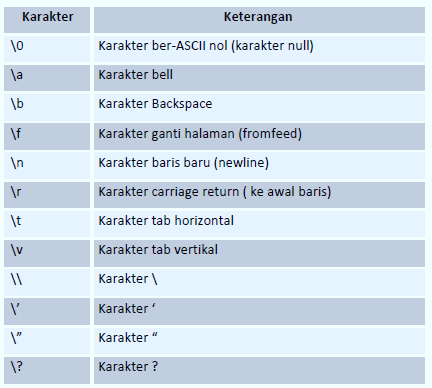 Karakter Keterangan
\0 Karakter ber-ASCII nol (karakter null)
\a Karakter bell
\b Karakter Backspace
\f Karakter ganti halaman (fromfeed)
\n Karakter baris baru (newline)
\r Karakter carriage return ( ke awal baris)
\t Karakter tab horizontal
\v Karakter tab vertikal
\\ Karakter \
\’ Karakter ‘
\” Karakter “
\? Karakter ?